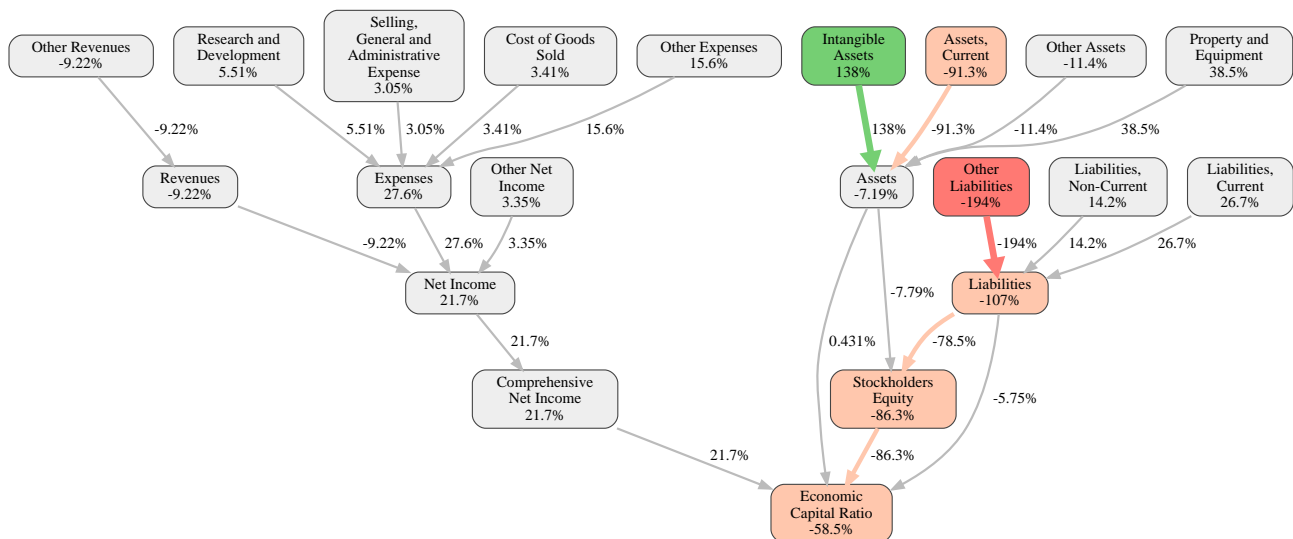 Other Revenues
-9.22%
Research and
Development
5.51%
Selling,
General and
Administrative
Expense
3.05%
Cost of Goods
Sold
3.41%
Other Expenses
15.6%
Intangible
Assets
138%
Assets,
Current
-91.3%
Other Assets
-11.4%
Property and
Equipment
38.5%
-9.22%
5.51%
3.05%
3.41%
15.6%
138%
-91.3%
-11.4%
38.5%
Revenues
-9.22%
Expenses
27.6%
Other Net
Income
3.35%
Assets
-7.19%
Other
Liabilities
-194%
Liabilities,
Non-Current
14.2%
Liabilities,
Current
26.7%
-9.22%
27.6%
3.35%
-194%
14.2%
26.7%
Net Income
21.7%
Liabilities
-107%
-7.79%
21.7%
0.431%
-78.5%
Comprehensive
Net Income
21.7%
Stockholders
Equity
-86.3%
-5.75%
21.7%
-86.3%
Economic
Capital Ratio
-58.5%